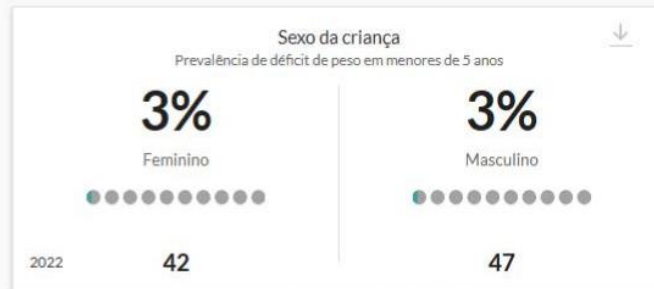 Sexo da criança
Prevalência de déficit de peso em menores de 5 anos
3% 3%
Feminino Masculino
2022 42 47